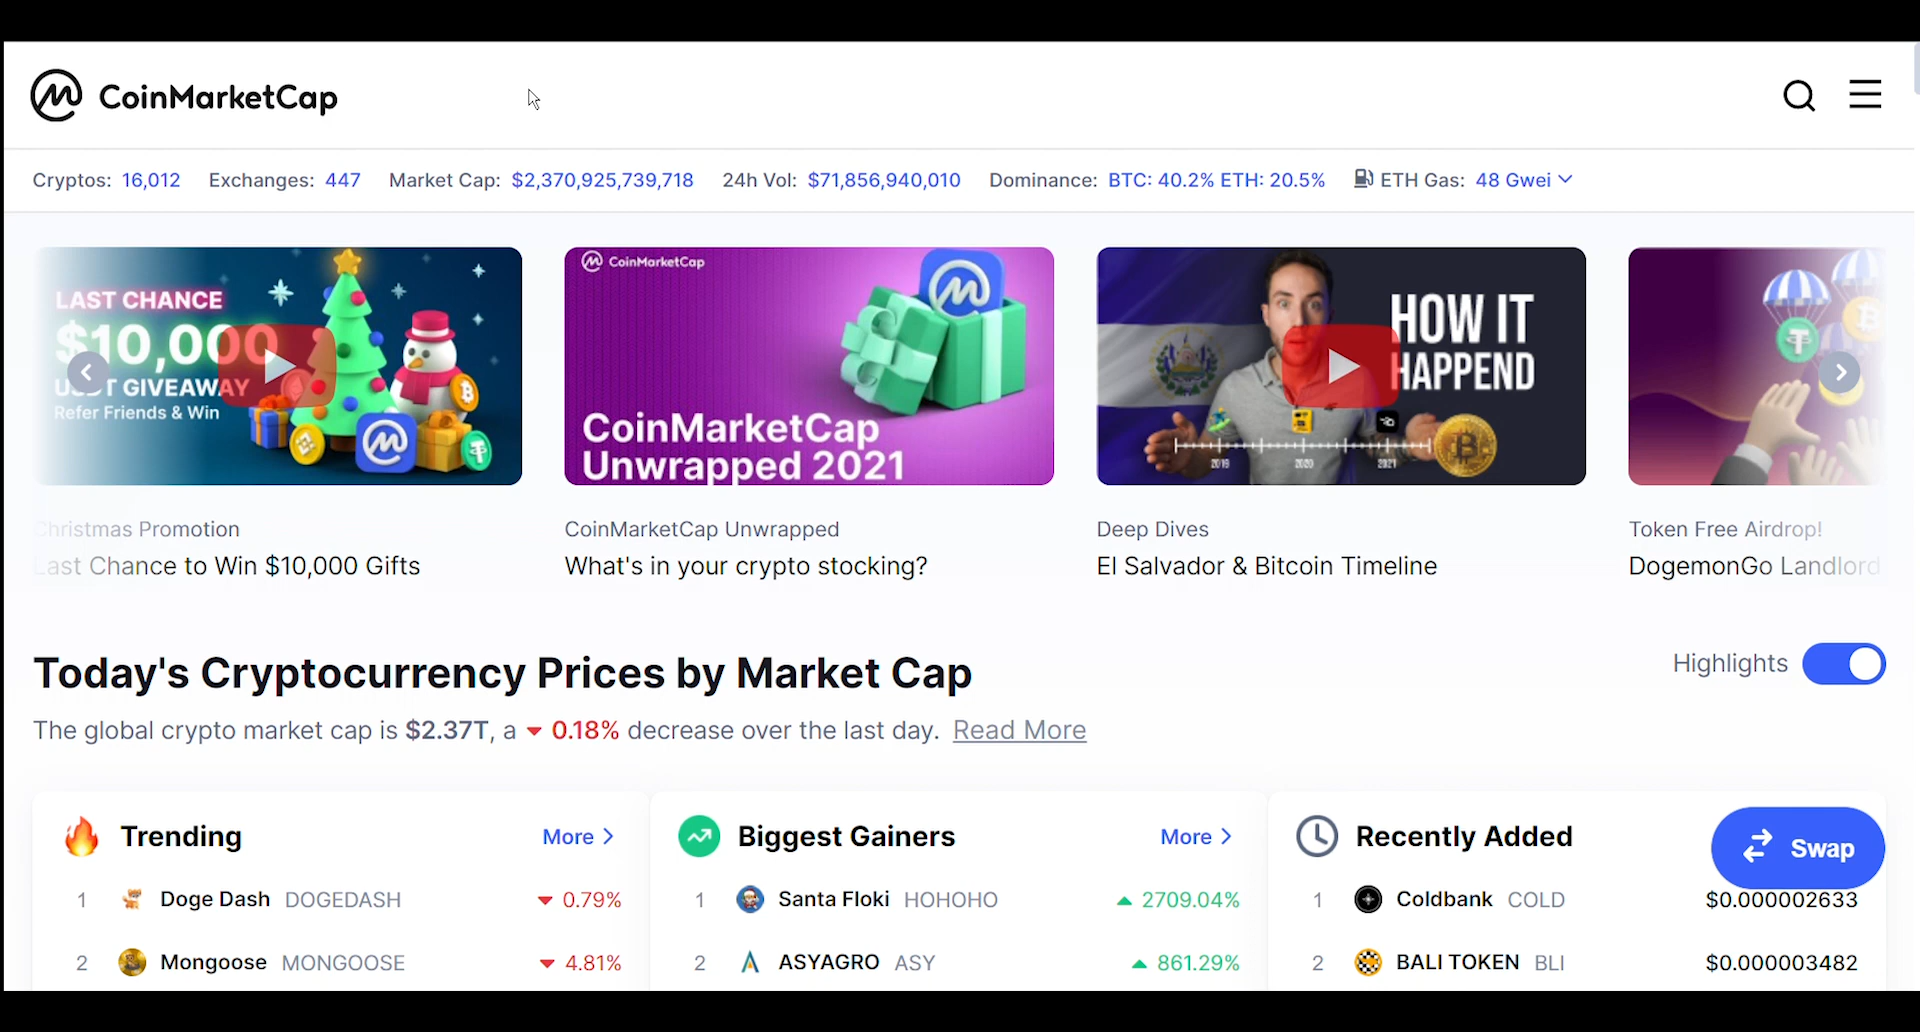 CoinMarketCap
Cryptos: 16,012 Exchanges: 447 Market Cap: $2,370,925,739,718 24h Vol: $71,856,940,010 Dominance: BTC: 40.2% ETH: 20.5% ETH Gas: 48 Gwei
LAST CHANCE
$10,000
GIVEAWAY
Refer Friends & Win
CoinMarketCap
CoinMarketCap
Unwrapped 2021
HOW IT
HAPPEND
2019 2020 2021
Christmas Promotion
Last Chance to Win $10,000 Gifts
CoinMarketCap Unwrapped
What's in your crypto stocking?
Deep Dives
El Salvador & Bitcoin Timeline
Token Free Airdrop!
DogemonGo Landlord
Today's Cryptocurrency Prices by Market Cap
Highlights
The global crypto market cap is $2.37T, a 0.18% decrease over the last day. Read More
Trending More
1 Doge Dash DOGEDASH 0.79%
2 Mongoose MONGOOSE 4.81%
Biggest Gainers More
1 Santa Floki HOHOHO 2709.04%
2 ASYAGRO ASY 861.29%
Recently Added
Swap
1 Coldbank COLD $0.000002633
2 BALI TOKEN BLI $0.000003482